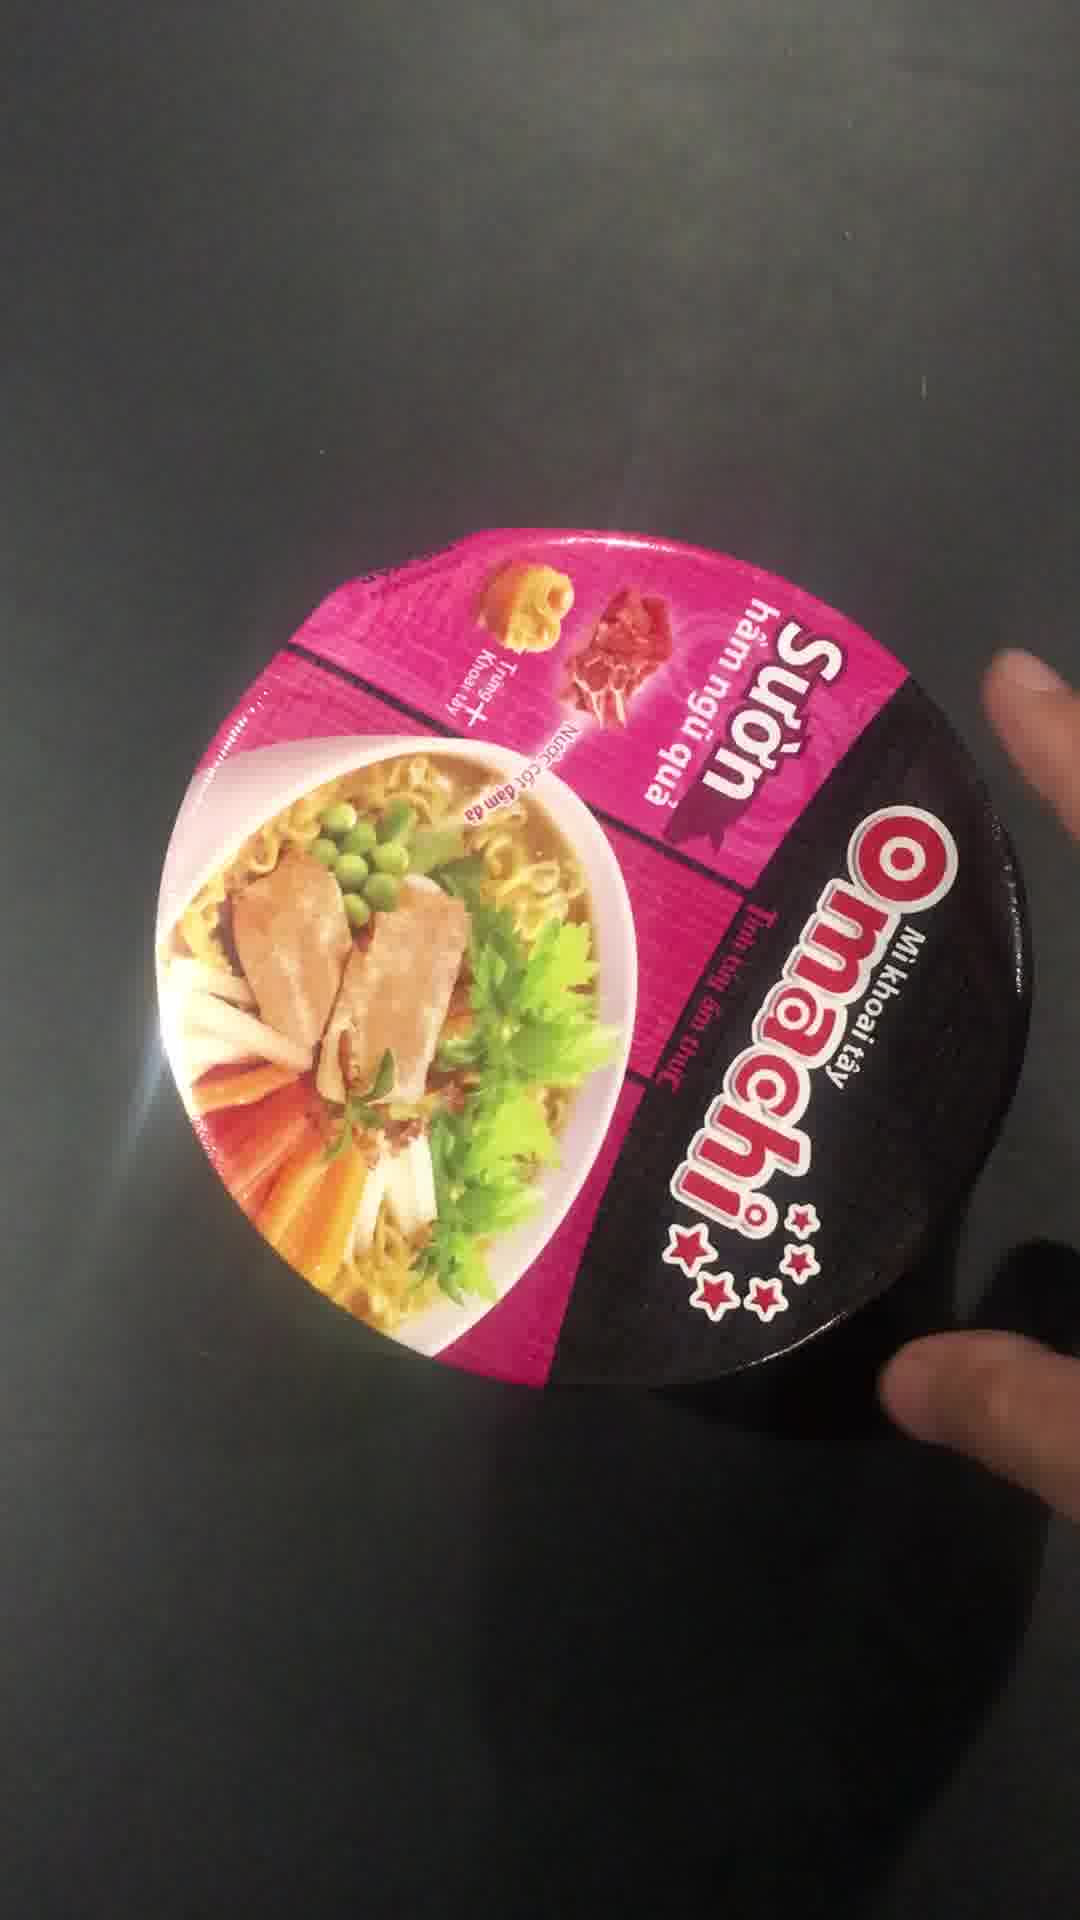 Mì khoai tây
Omachi
Tinh túy ẩm thực
Sườn
hầm ngũ quả
Nước cốt đậm đà
Trứng +
Khoai tây